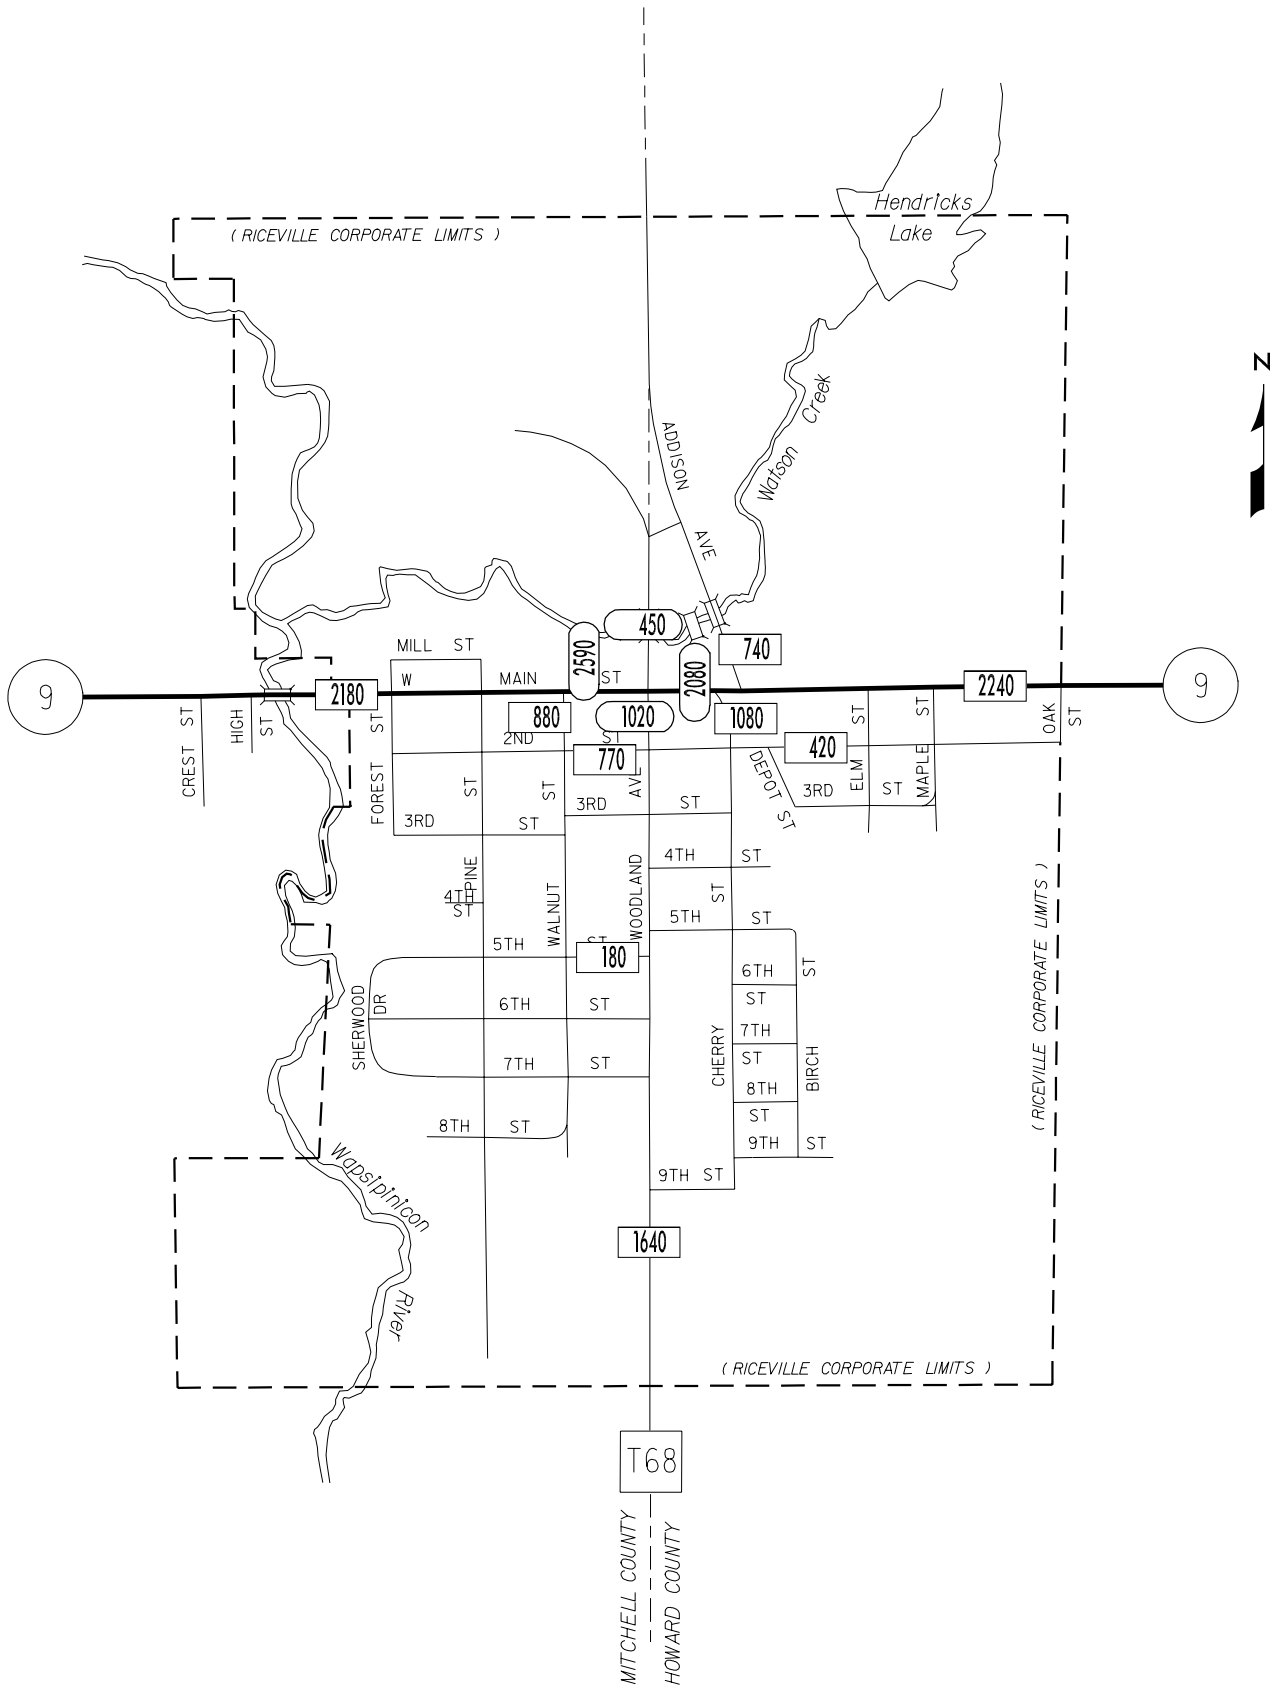 Hendricks
Lake
( RICEVILLE CORPORATE LIMITS )
N
ADDISON
AVE
Watson Creek
450
740
2590
2080
MILL ST
W MAIN ST
9
2180
2240
9
880
1020
1080
CREST ST
HIGH ST
FOREST ST
2ND ST
770
420
OAK ST
ELM ST
MAPLE ST
DEPOT ST
3RD ST
3RD ST
3RD ST
PINE ST
WALNUT ST
WOODLAND AVE
4TH ST
4TH
ST
CHERRY ST
5TH ST
5TH ST
180
SHERWOOD DR
6TH ST
6TH
ST
BIRCH ST
7TH ST
7TH
ST
8TH ST
8TH
ST
9TH ST
9TH ST
( RICEVILLE CORPORATE LIMITS )
Wapsipinicon
River
1640
( RICEVILLE CORPORATE LIMITS )
T68
MITCHELL COUNTY
HOWARD COUNTY